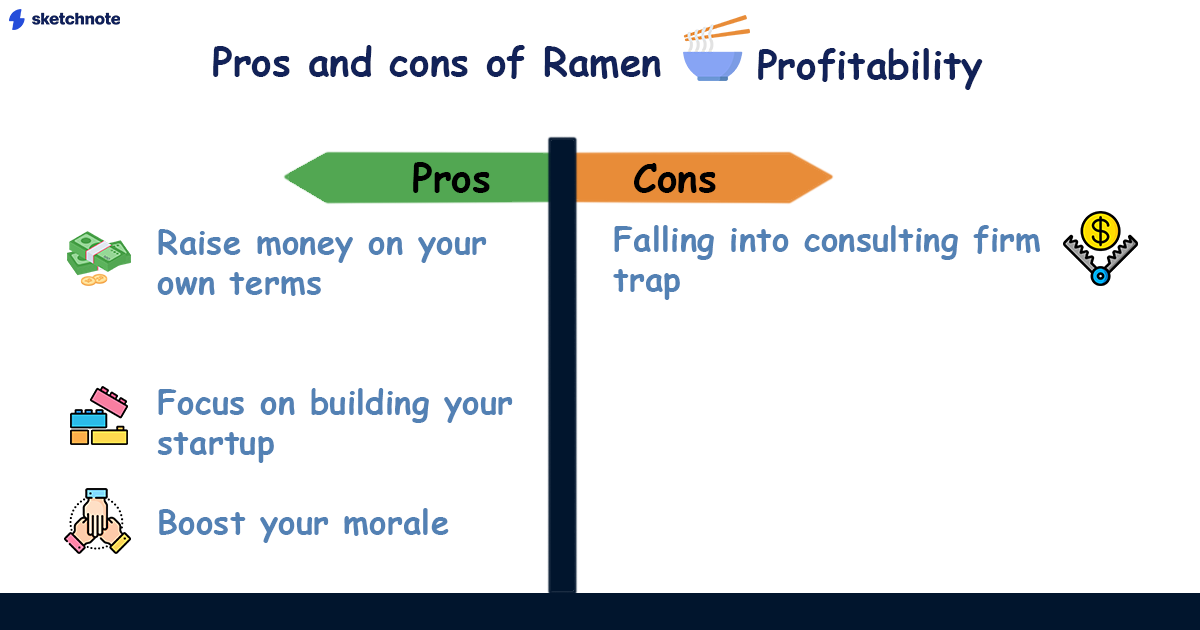 sketchnote
Pros and cons of Ramen Profitability
Pros
Cons
Raise money on your
own terms
Focus on building your
startup
Boost your morale
Falling into consulting firm
trap
$